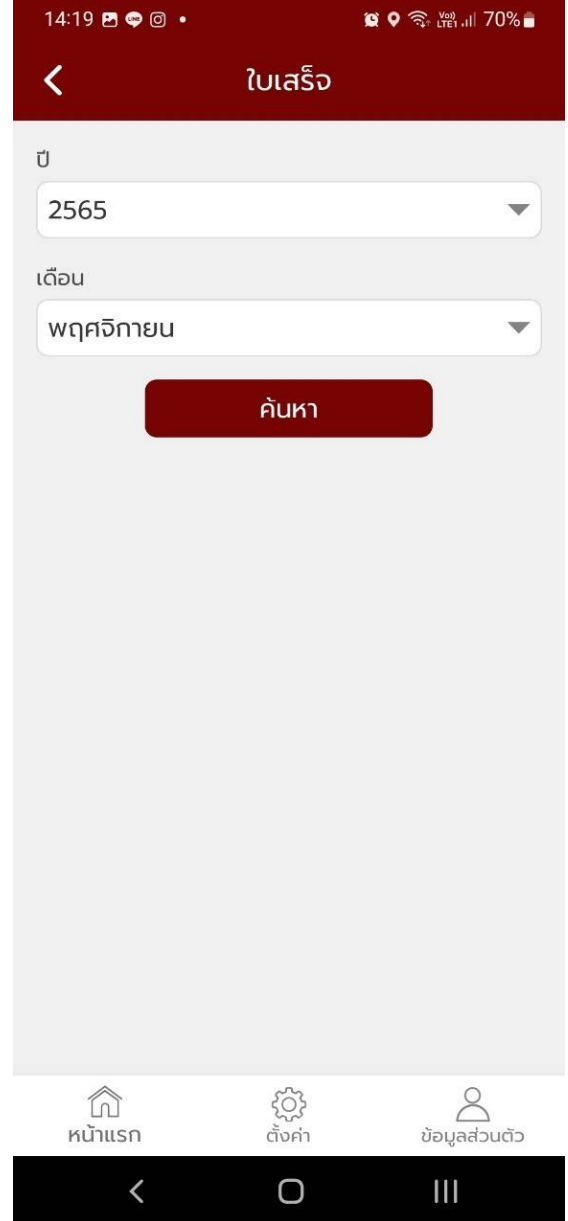 14:19 70%
ใบเสร็จ
ปี
2565
เดือน
พฤศจิกายน
ค้นหา
หน้าแรก ตั้งค่า ข้อมูลส่วนตัว